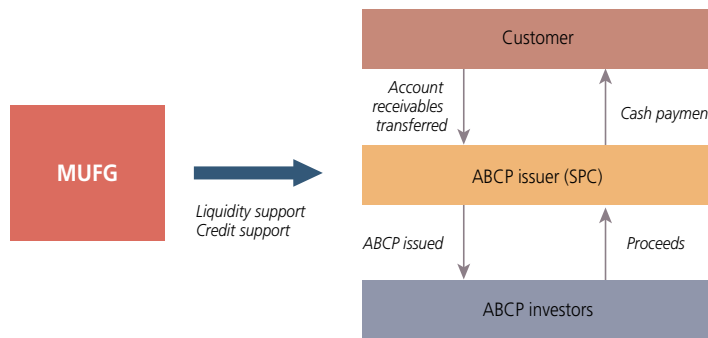 Customer
Account
receivables
transferred
Cash paymen
MUFG
ABCP issuer (SPC)
Liquidity support
Credit support
ABCP issued
Proceeds
ABCP investors